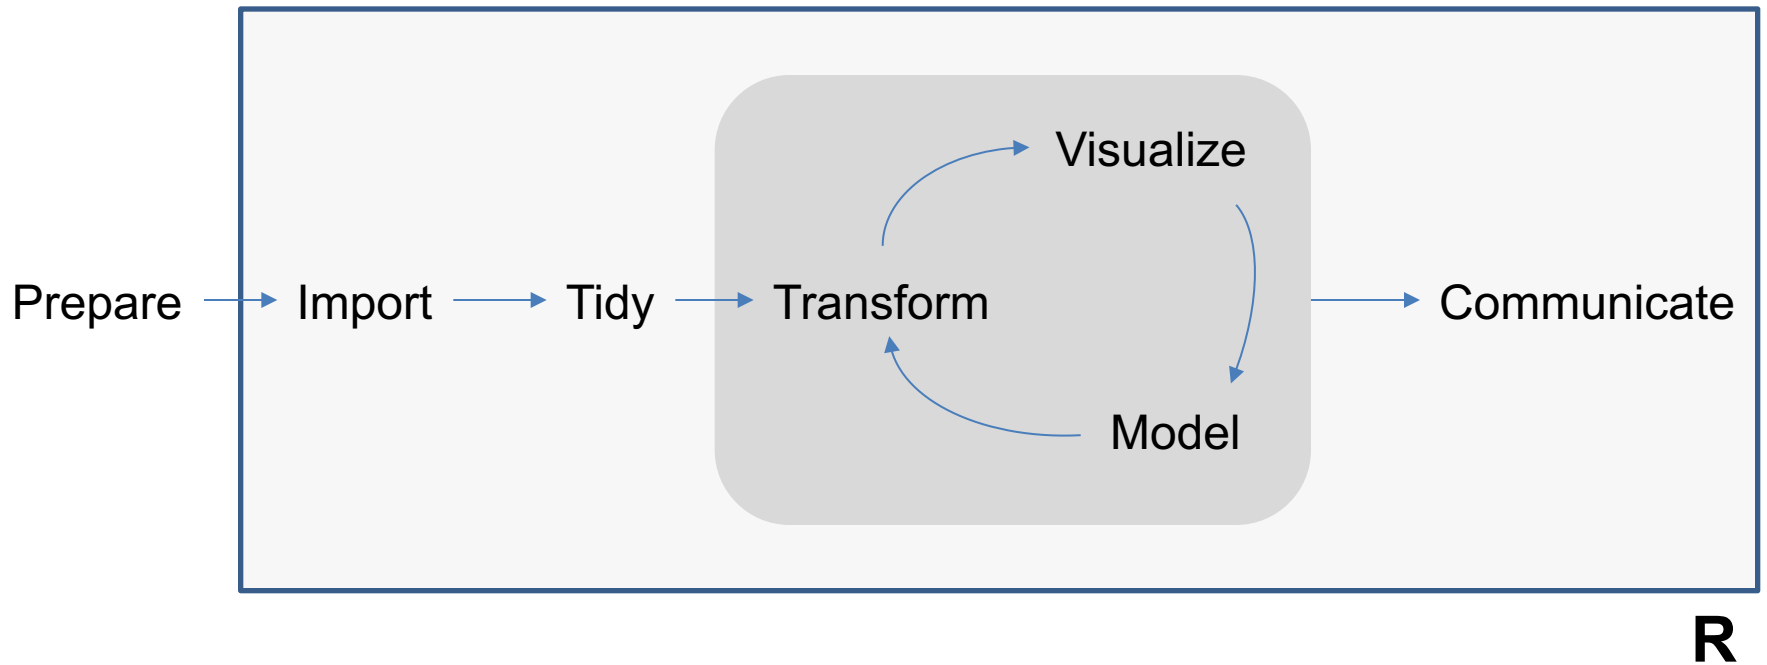 Visualize
Prepare
Import
Tidy
Transform
Communicate
Model
R